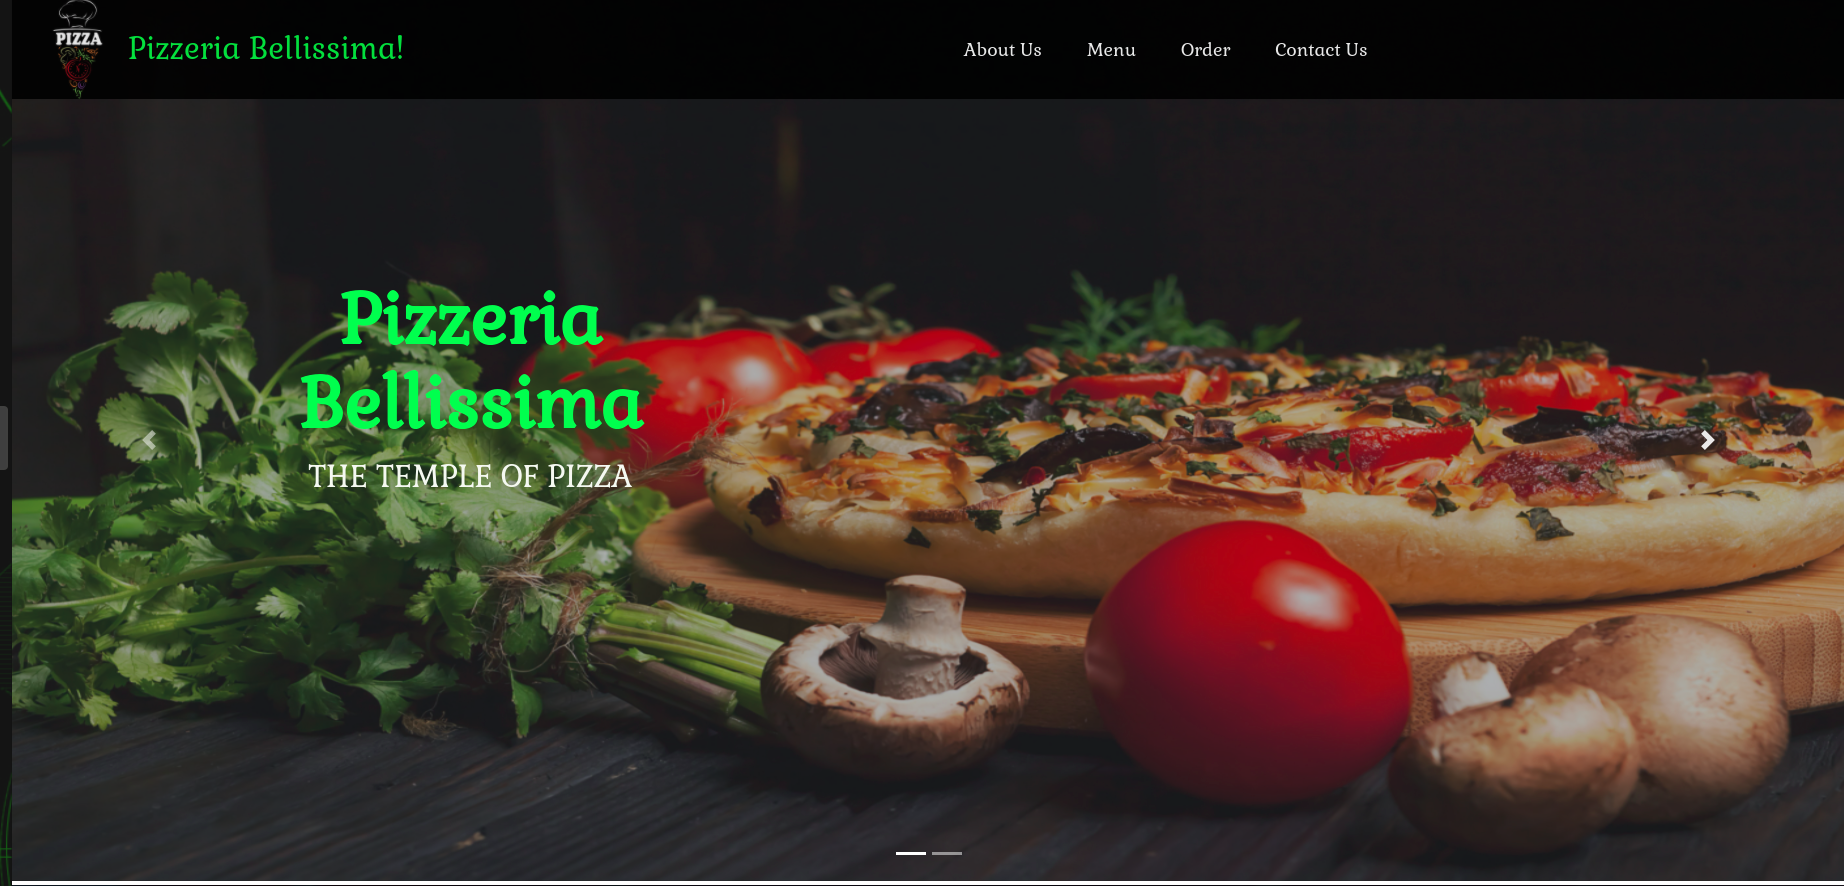 PIZZA
Pizzeria Bellissima!
About Us
Menu
Order
Contact Us
Pizzeria
Bellissima
THE TEMPLE OF PIZZA